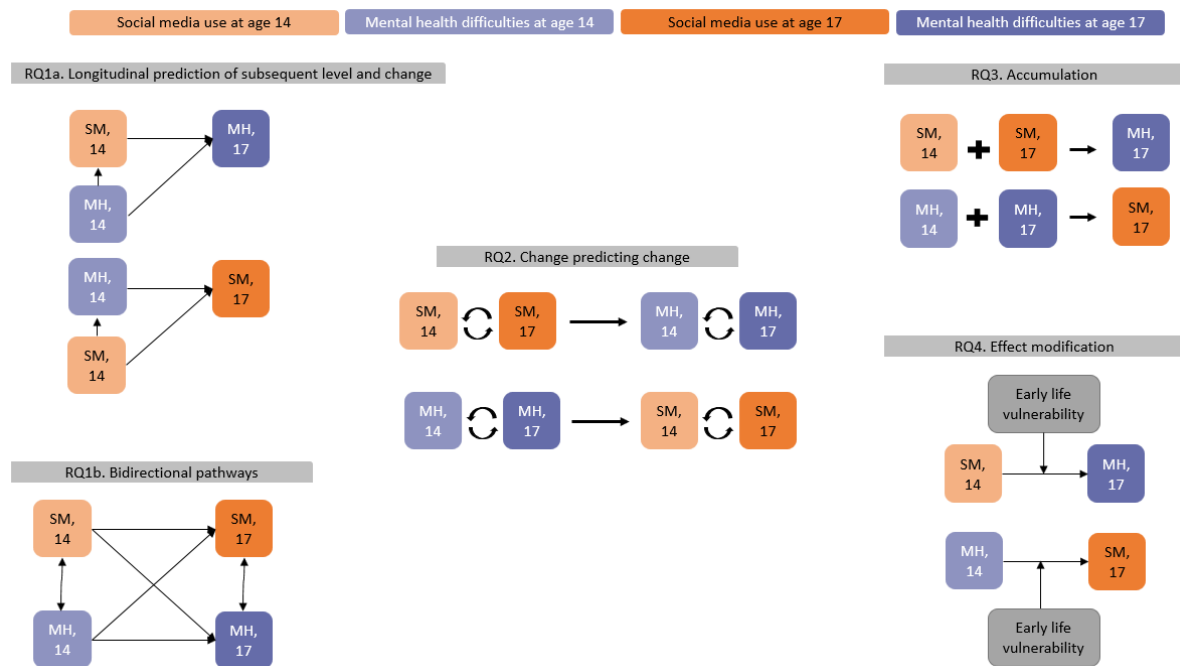 Social media use at age 14
Mental health difficulties at age 14
Social media use at age 17
Mental health difficulties at age 17
RQ1a. Longitudinal prediction of subsequent level and change
SM,
14
MH,
17
MH,
14
MH,
14
SM,
17
SM,
14
RQ1b. Bidirectional pathways
SM,
14
SM,
17
MH,
14
MH,
17
RQ2. Change predicting change
SM,
14
SM,
17
MH,
14
MH,
17
MH,
14
MH,
17
SM,
14
SM,
17
RQ3. Accumulation
SM,
14
SM,
17
MH,
17
MH,
14
MH,
17
SM,
17
RQ4. Effect modification
Early life
vulnerability
SM,
14
MH,
17
MH,
14
SM,
17
Early life
vulnerability